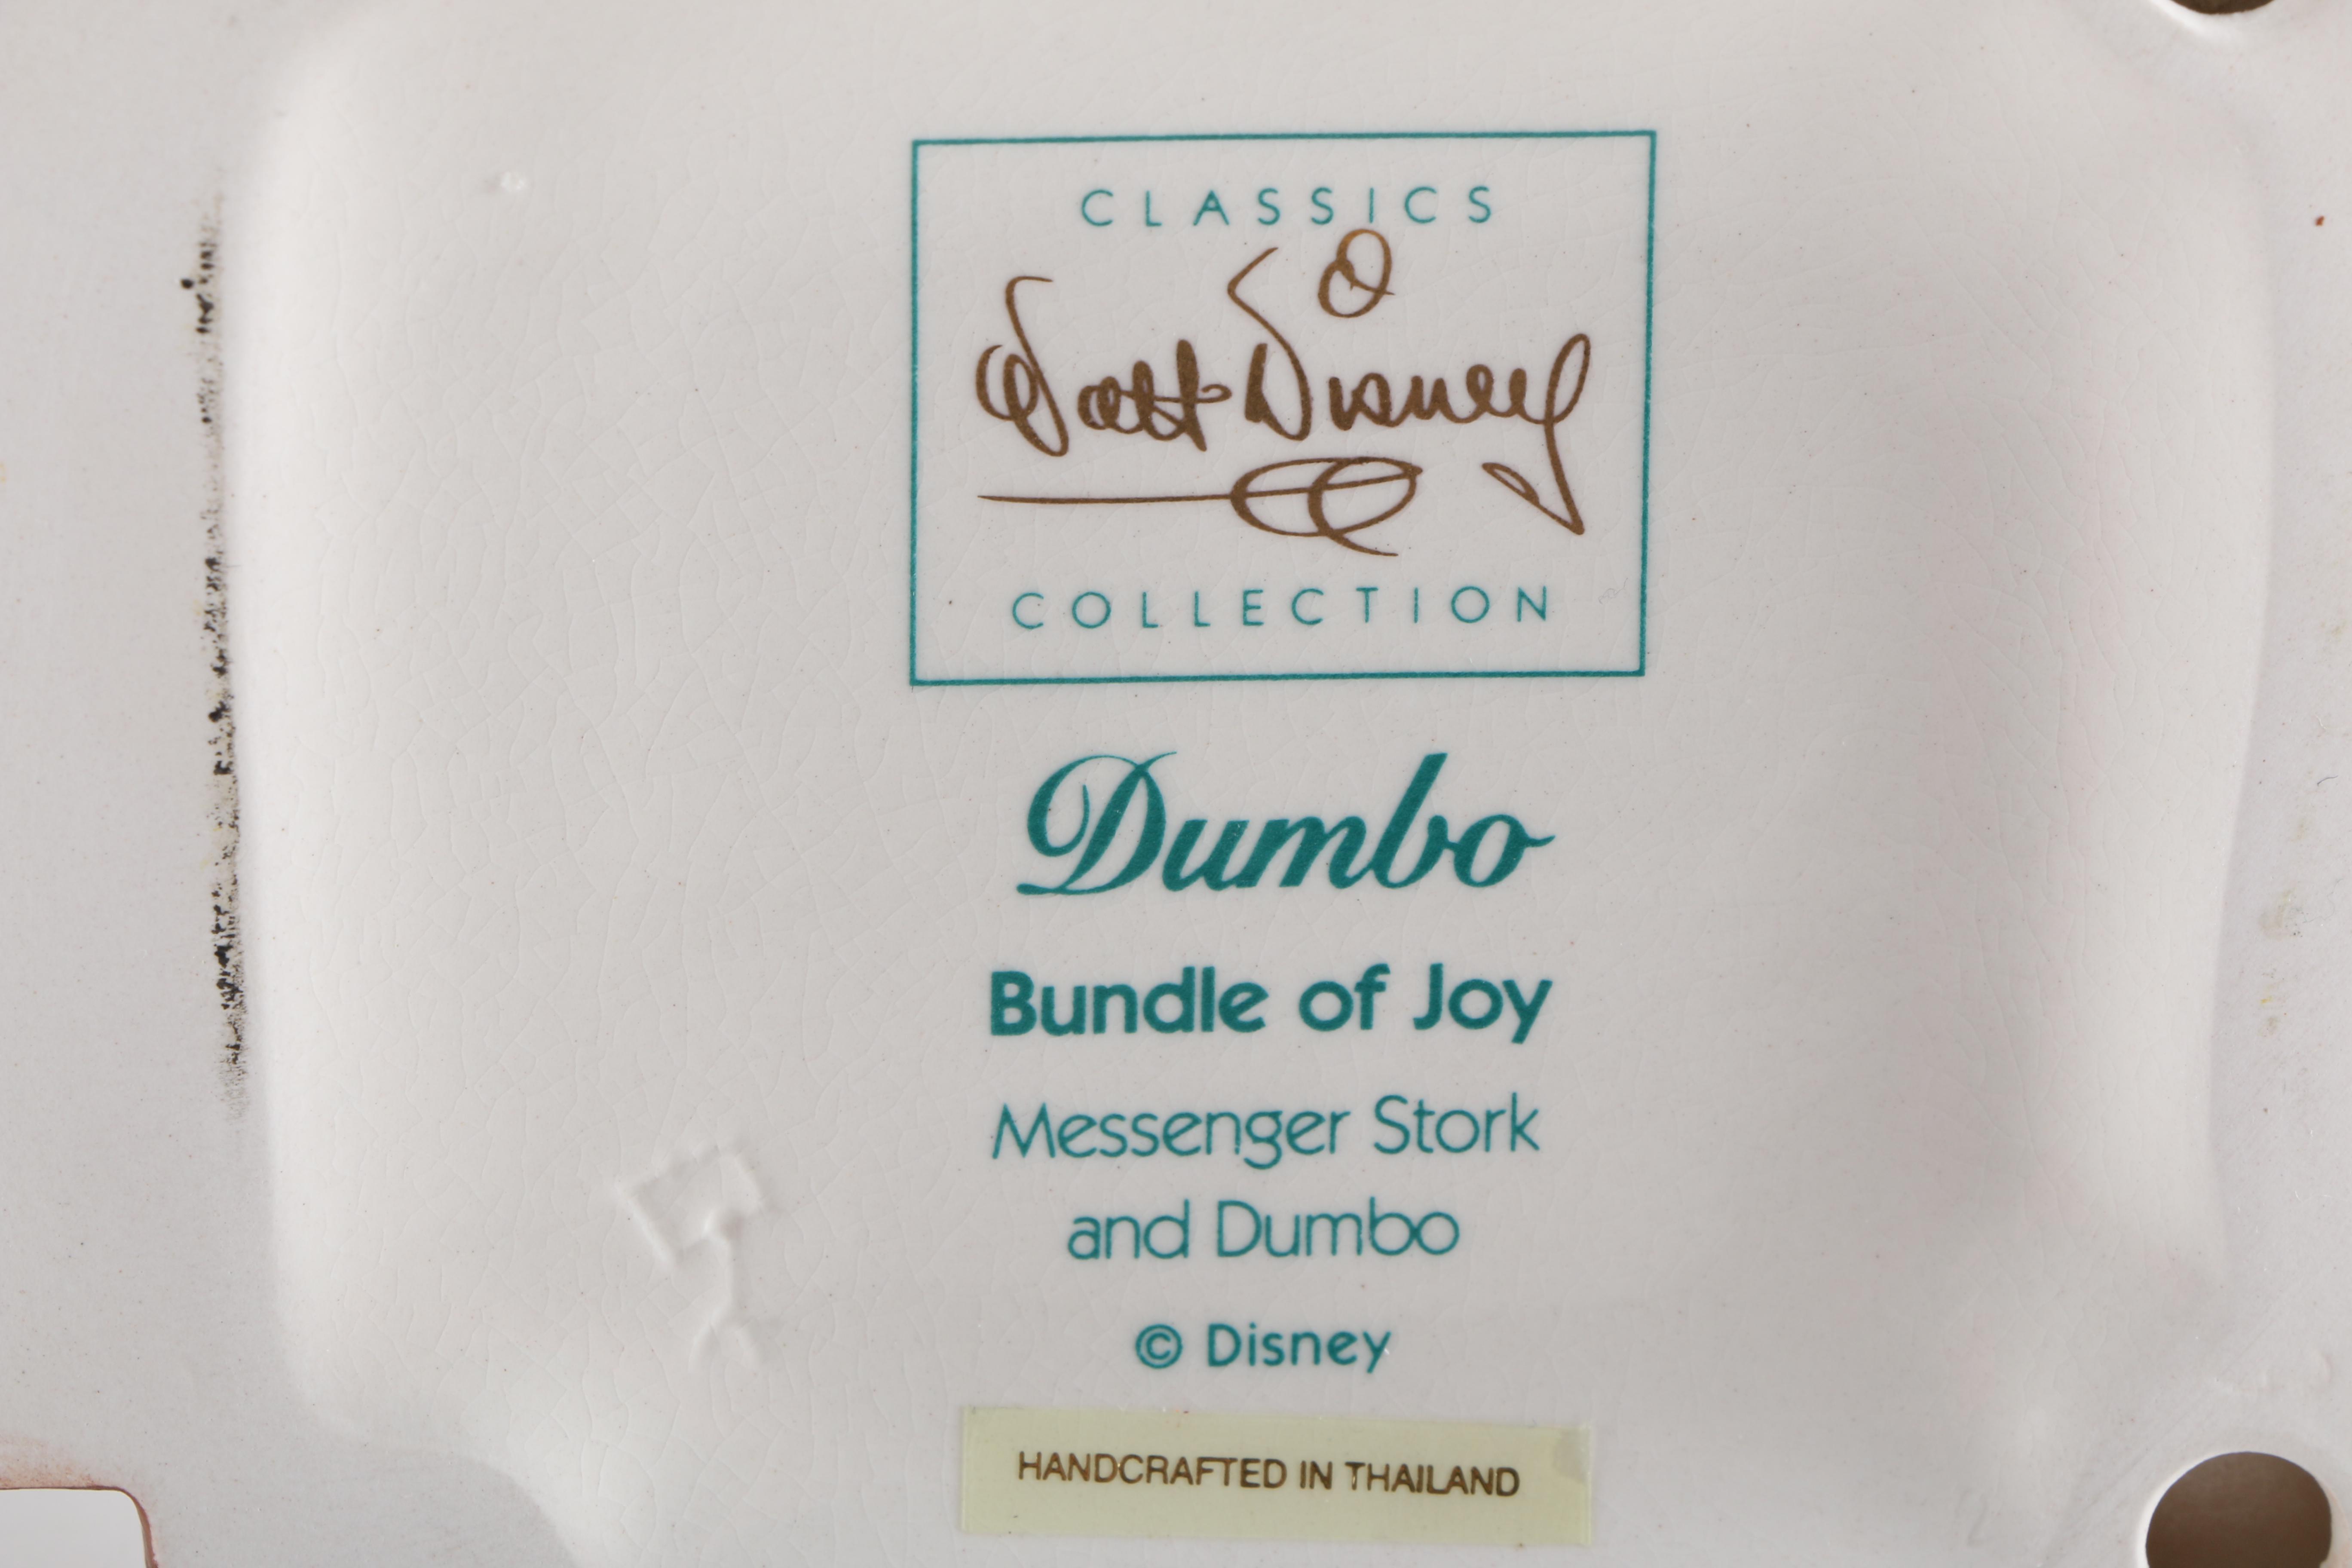 CLASSICS
Walt Disney
COLLECTION
Dumbo
Bundle of Joy
Messenger Stork
and Dumbo
© Disney
HANDCRAFTED IN THAILAND